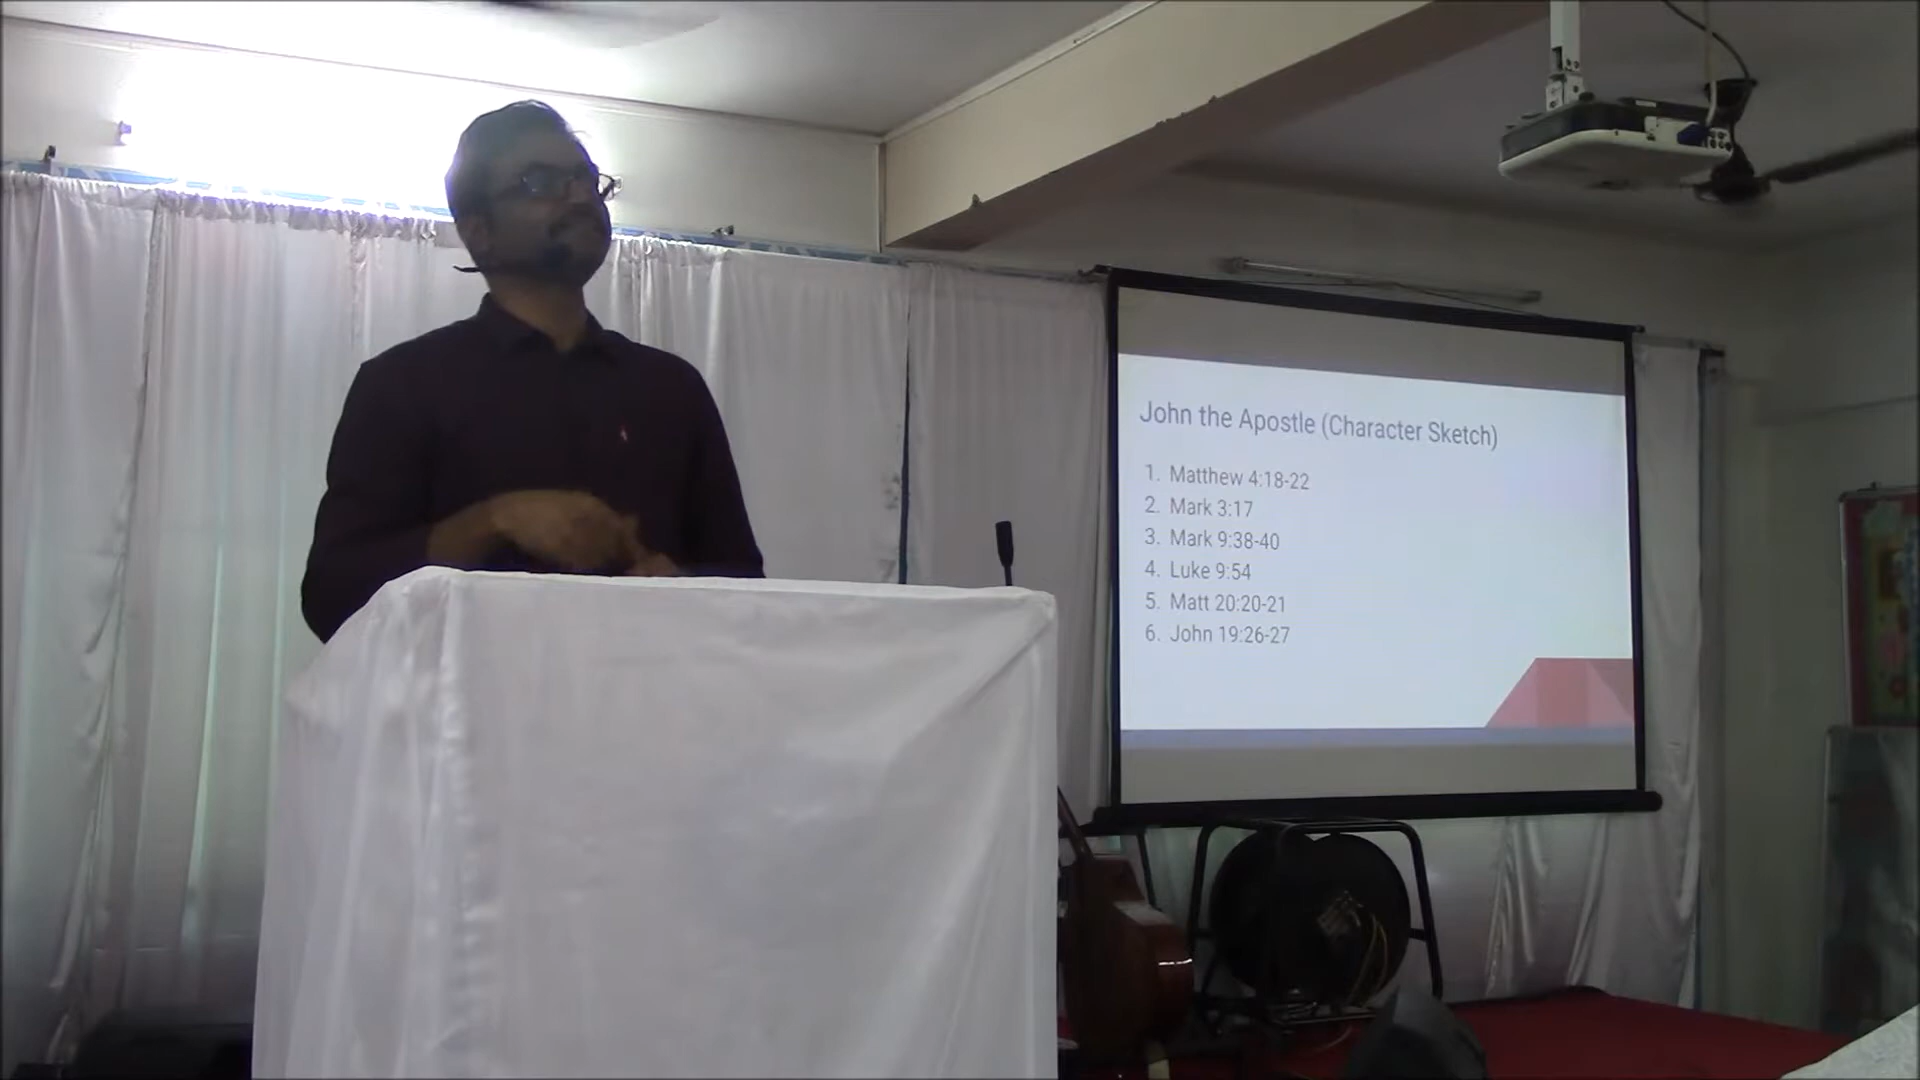 John the Apostle (Character Sketch)
1. Matthew 4:18-22
2. Mark 3:17
3. Mark 9:38-40
4. Luke 9:54
5. Matt 20:20-21
6. John 19:26-27